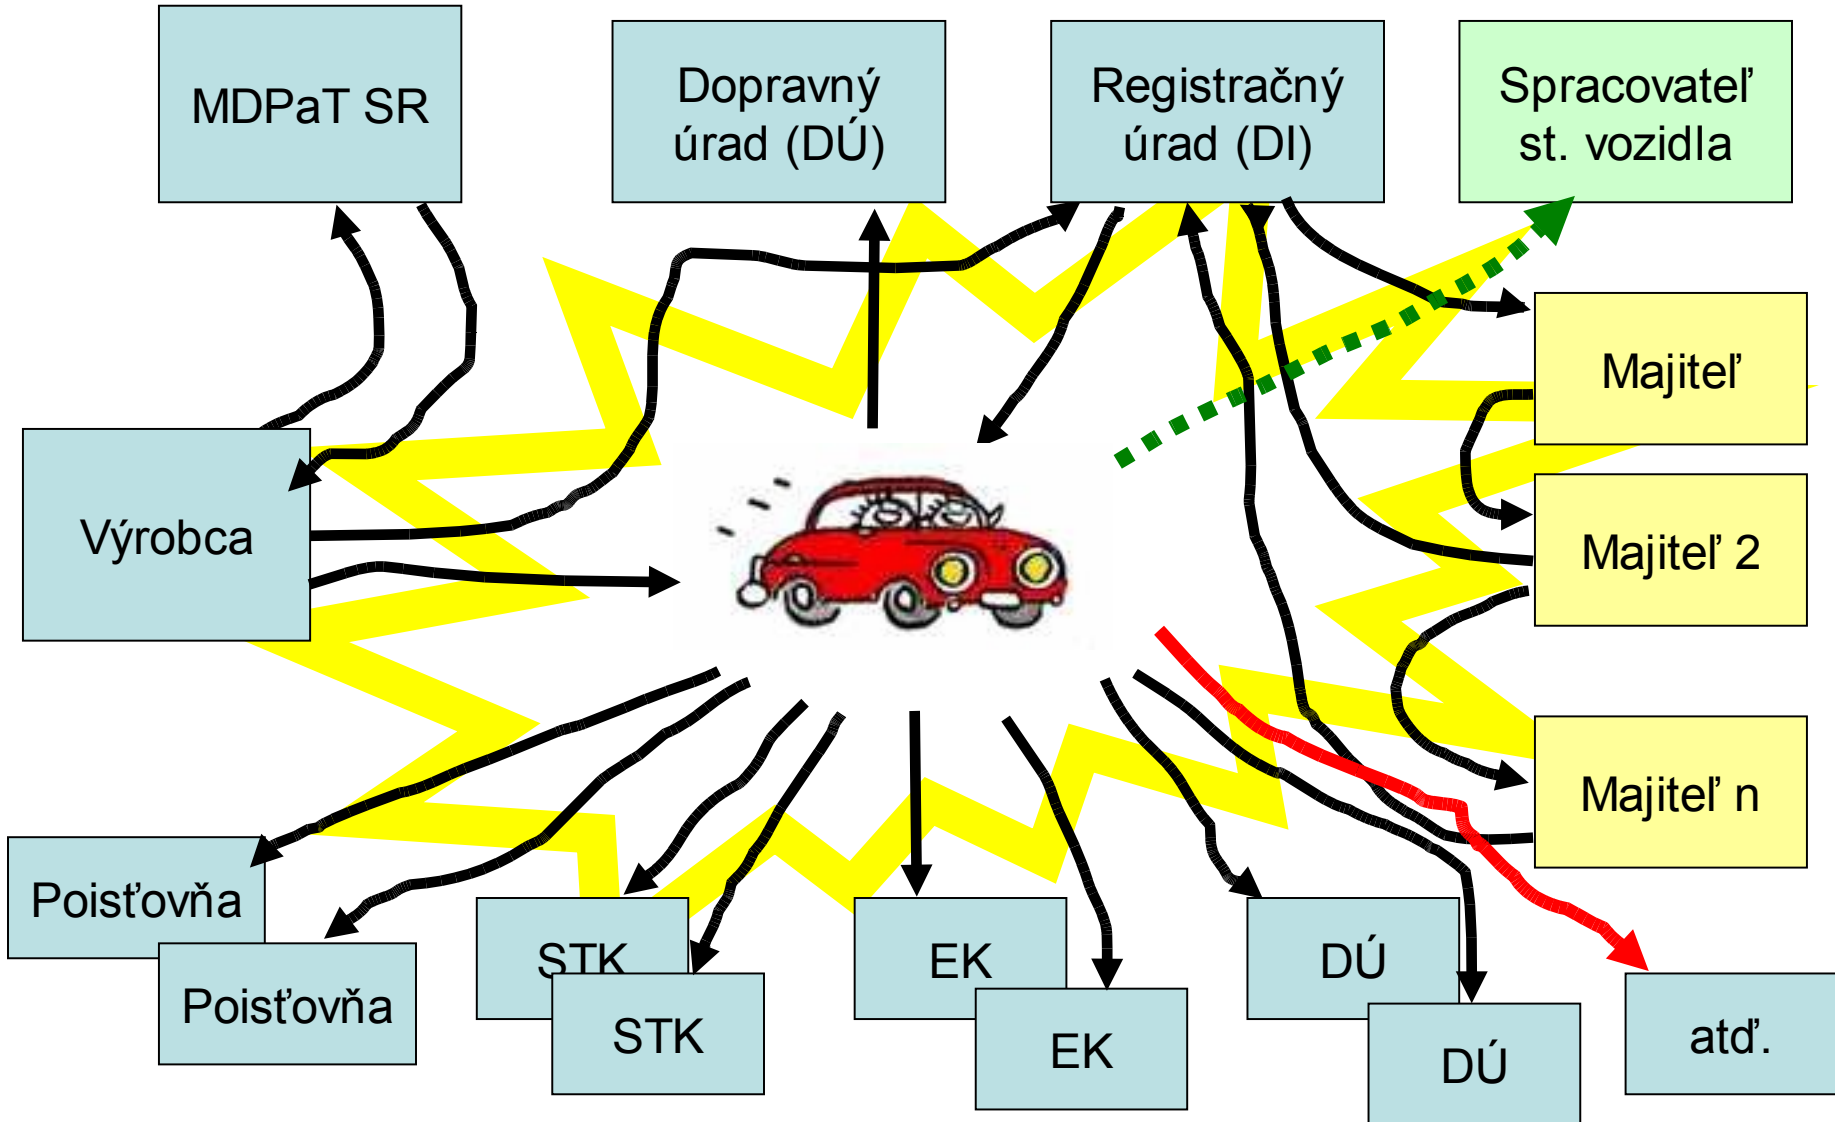 MDPaT SR
Dopravný
úrad (DÚ)
Registračný
úrad (DI)
Spracovateľ
st. vozidla
Majiteľ
Výrobca
Majiteľ 2
Majiteľ n
Poisťovňa
Poisťovňa
STK
STK
EK
EK
DÚ
DÚ
atď.